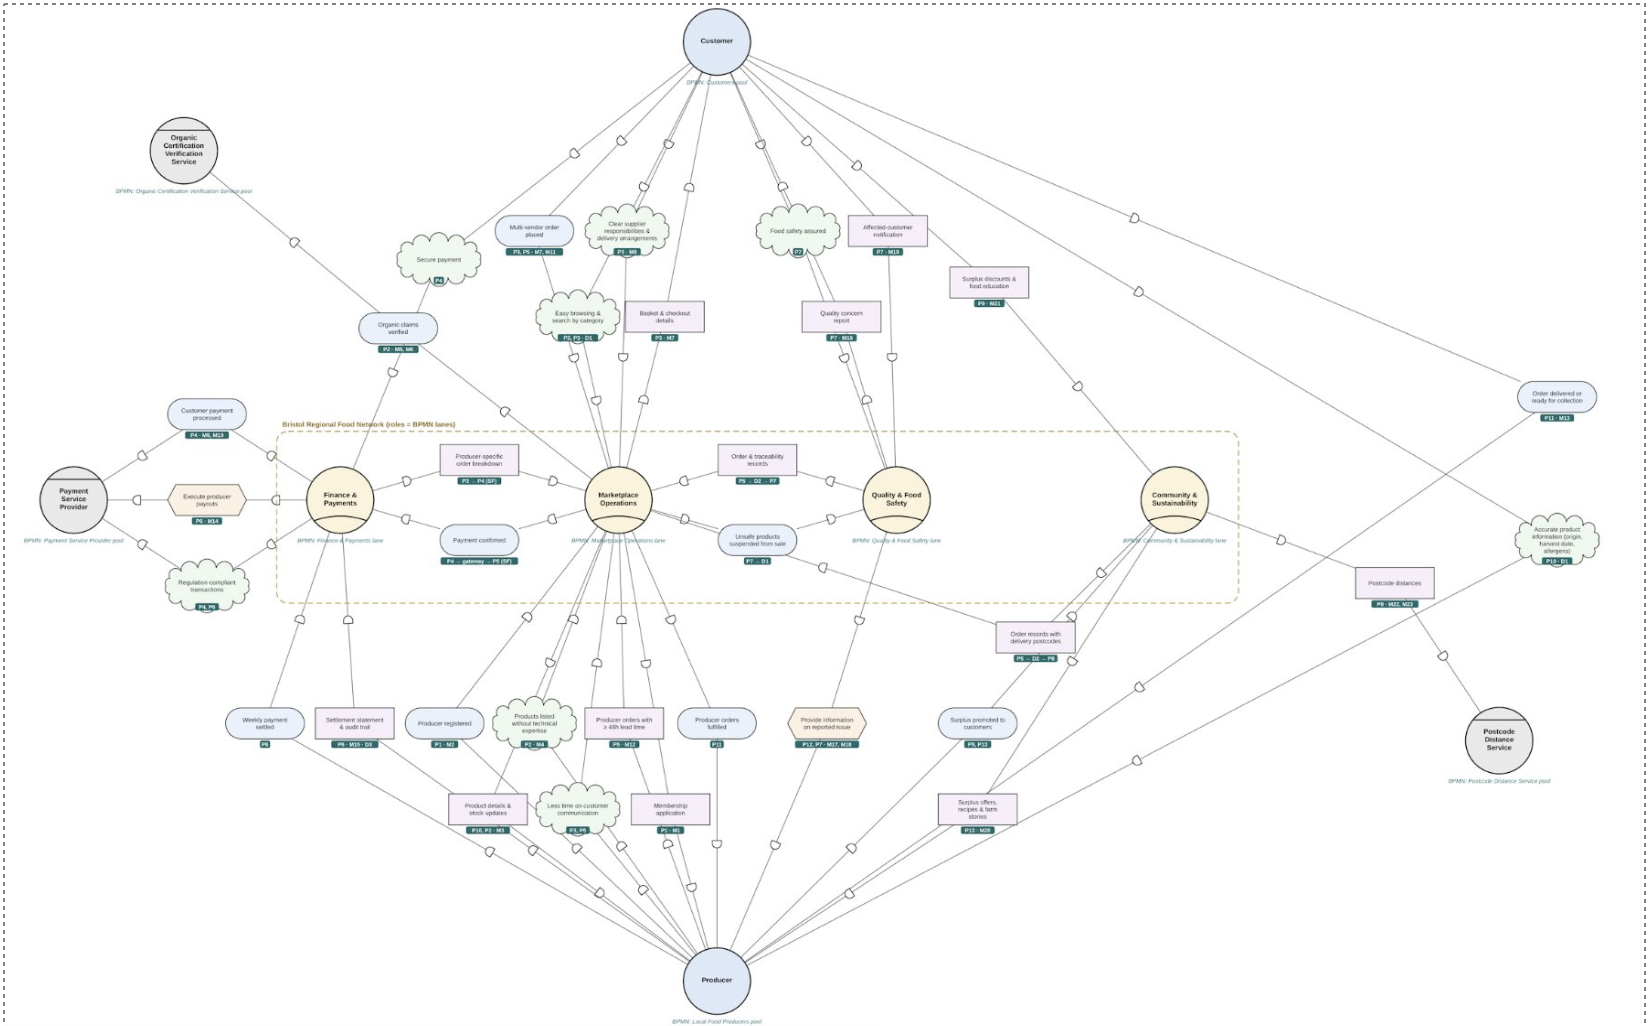 Customer
BPMN: Customers pool
Organic
Certification
Verification
Service
BPMN: Organic Certification Verification Service pool
Secure payment
P4
Multi-vendor order
placed
P3, P5 · M7, M11
Clear supplier
responsibilities &
delivery arrangements
P3 · M8
Food safety assured
P7
Affected-customer
notification
P7 · M19
Surplus discounts &
food education
P9 · M21
Organic claims
verified
P2 · M5, M6
Easy browsing &
search by category
P2, P3 · D1
Basket & checkout
details
P3 · M7
Quality concern
report
P7 · M16
Order delivered or
ready for collection
P11 · M13
Customer payment
processed
P4 · M9, M10
Bristol Regional Food Network (roles = BPMN lanes)
Producer-specific
order breakdown
P3 → P4 (SF)
Order & traceability
records
P5 → D2 → P7
Payment
Service
Provider
BPMN: Payment Service Provider pool
Execute producer
payouts
P6 · M14
Finance &
Payments
BPMN: Finance & Payments lane
Marketplace
Operations
BPMN: Marketplace Operations lane
Quality & Food
Safety
BPMN: Quality & Food Safety lane
Community &
Sustainability
BPMN: Community & Sustainability lane
Payment confirmed
P4 → gateway → P5 (SF)
Unsafe products
suspended from sale
P7 → D1
Accurate product
information (origin,
harvest date,
allergens)
P10 · D1
Regulation-compliant
transactions
P4, P6
Postcode distances
P8 · M22, M23
Order records with
delivery postcodes
P5 → D2 → P8
Weekly payment
settled
P6
Settlement statement
& audit trail
P6 · M15 · D3
Producer registered
P1 · M2
Products listed
without technical
expertise
P2 · M4
Producer orders with
≥ 48h lead time
P5 · M12
Producer orders
fulfilled
P11
Provide information
on reported issue
P12, P7 · M17, M18
Surplus promoted to
customers
P9, P13
Postcode
Distance
Service
BPMN: Postcode Distance Service pool
Product details &
stock updates
P10, P2 · M3
Less time on customer
communication
P3, P5
Membership
application
P1 · M1
Surplus offers,
recipes & farm
stories
P13 · M20
Producer
BPMN: Local Food Producers pool